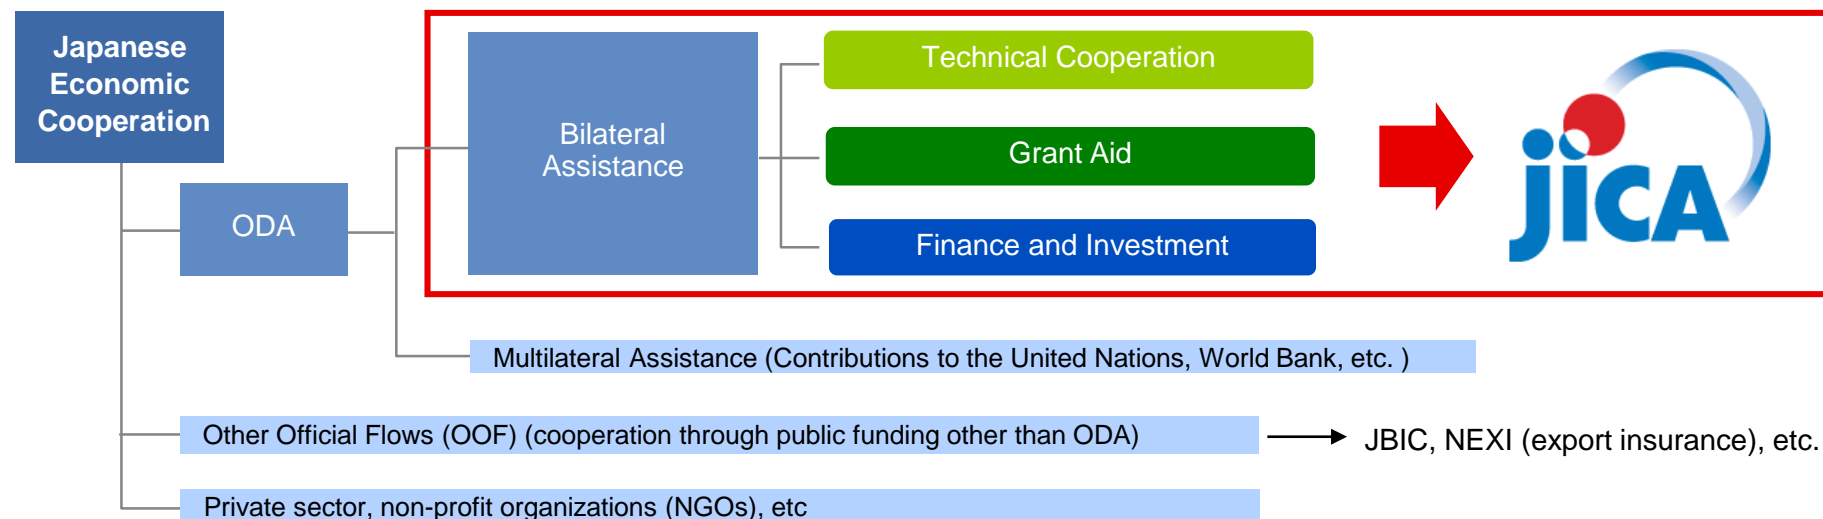 Japanese
Economic
Cooperation
ODA
Bilateral
Assistance
Technical Cooperation
Grant Aid
Finance and Investment
jica
Multilateral Assistance (Contributions to the United Nations, World Bank, etc. )
Other Official Flows (OOF) (cooperation through public funding other than ODA)
JBIC, NEXI (export insurance), etc.
Private sector, non-profit organizations (NGOs), etc